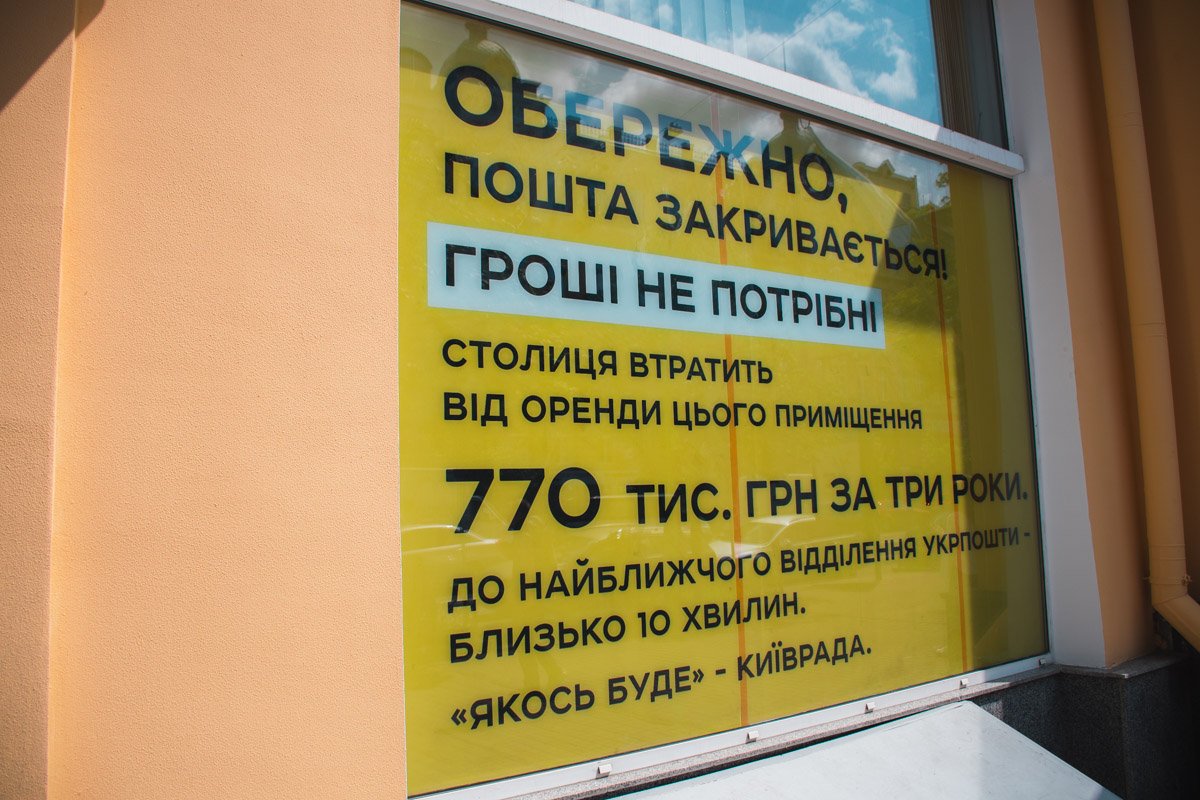 ОБЕРЕЖНО,
ПОШТА ЗАКРИВАЄТЬСЯ!
ГРОШІ НЕ ПОТРІБНІ
СТОЛИЦЯ ВТРАТИТЬ
ВІД ОРЕНДИ ЦЬОГО ПРИМІЩЕННЯ
770 ТИС. ГРН ЗА ТРИ РОКИ.
ДО НАЙБЛИЖЧОГО ВІДДІЛЕННЯ УКРПОШТИ -
БЛИЗЬКО 10 ХВИЛИН.
«ЯКОСЬ БУДЕ» - КИЇВРАДА.